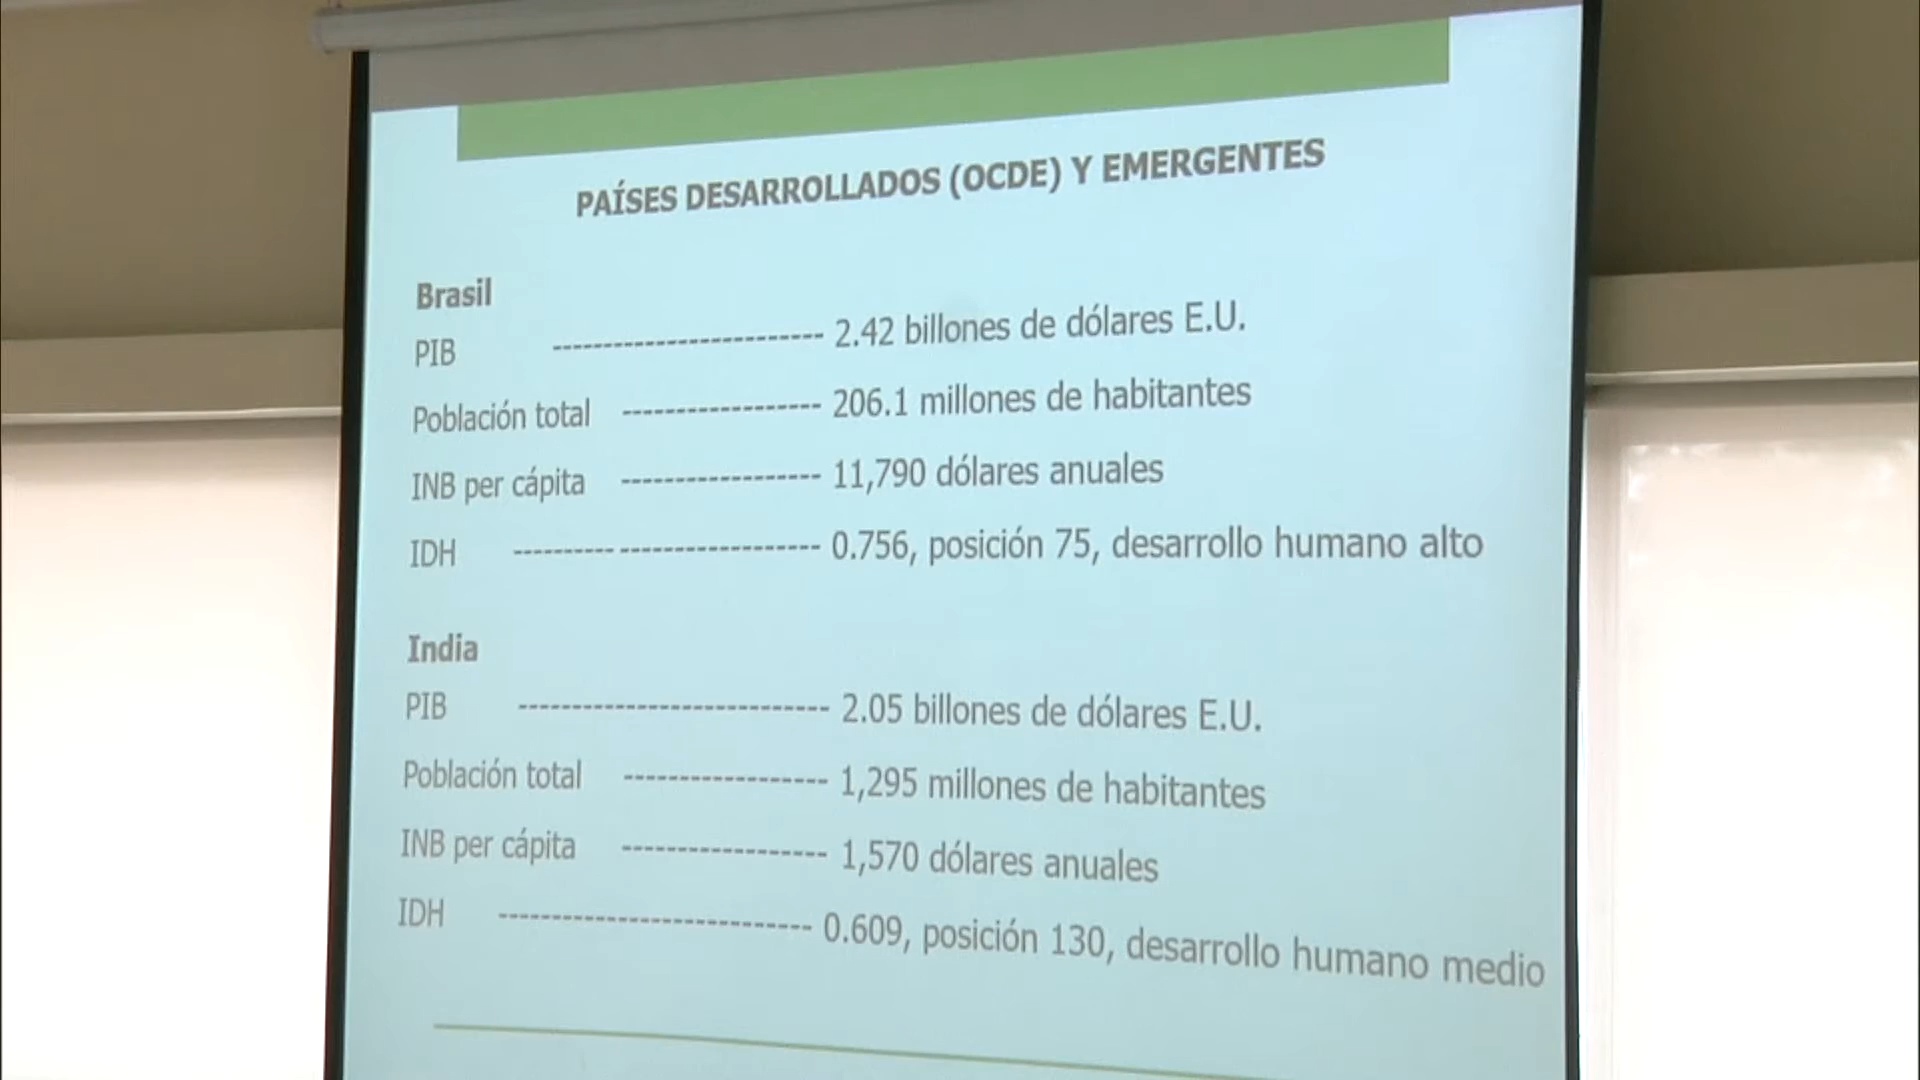 PAÍSES DESARROLLADOS (OCDE) Y EMERGENTES
Brasil
PIB --------------------------- 2.42 billones de dólares E.U.
Población total ------------------ 206.1 millones de habitantes
INB per cápita ------------------ 11,790 dólares anuales
IDH ---------- ------------------ 0.756, posición 75, desarrollo humano alto
India
PIB ---------------------------- 2.05 billones de dólares E.U.
Población total ------------------ 1,295 millones de habitantes
INB per cápita ------------------ 1,570 dólares anuales
IDH ---------------------------- 0.609, posición 130, desarrollo humano medio